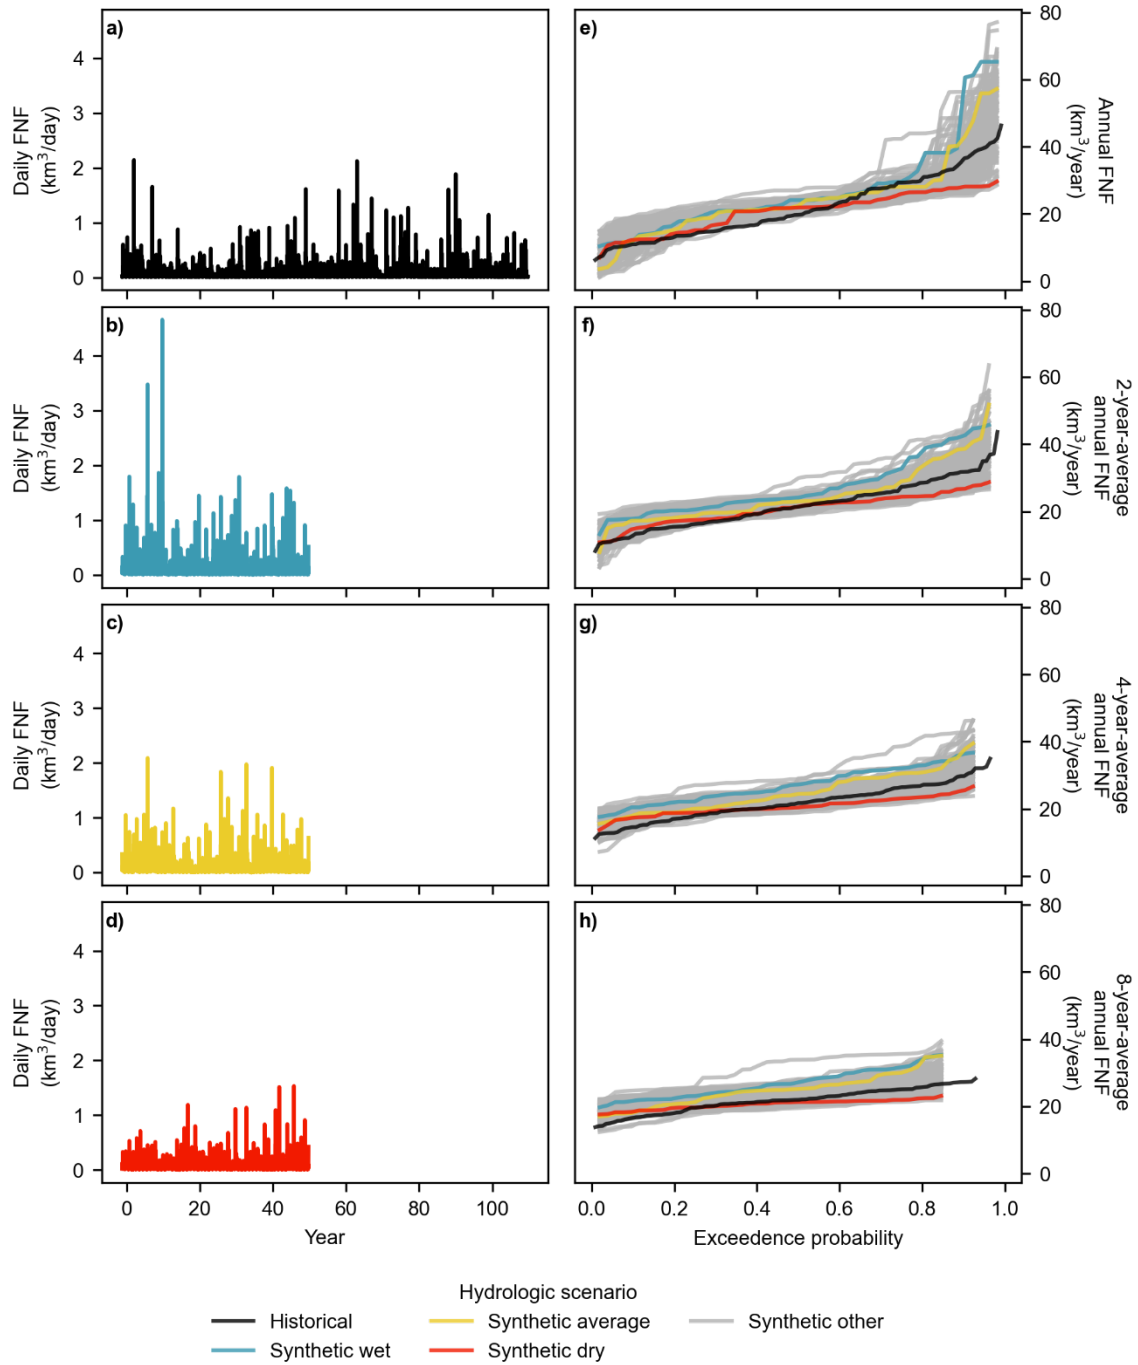 a)
4
3
2
1
0
Daily FNF
(km³/day)
e)
80
60
40
20
0
Annual FNF
(km³/year)
b)
4
3
2
1
0
Daily FNF
(km³/day)
f)
80
60
40
20
0
2-year-average
annual FNF
(km³/year)
c)
4
3
2
1
0
Daily FNF
(km³/day)
g)
80
60
40
20
0
4-year-average
annual FNF
(km³/year)
d)
4
3
2
1
0
Daily FNF
(km³/day)
0 20 40 60 80 100
Year
h)
80
60
40
20
0
8-year-average
annual FNF
(km³/year)
0.0 0.2 0.4 0.6 0.8 1.0
Exceedence probability
Hydrologic scenario
Historical
Synthetic wet
Synthetic average
Synthetic dry
Synthetic other